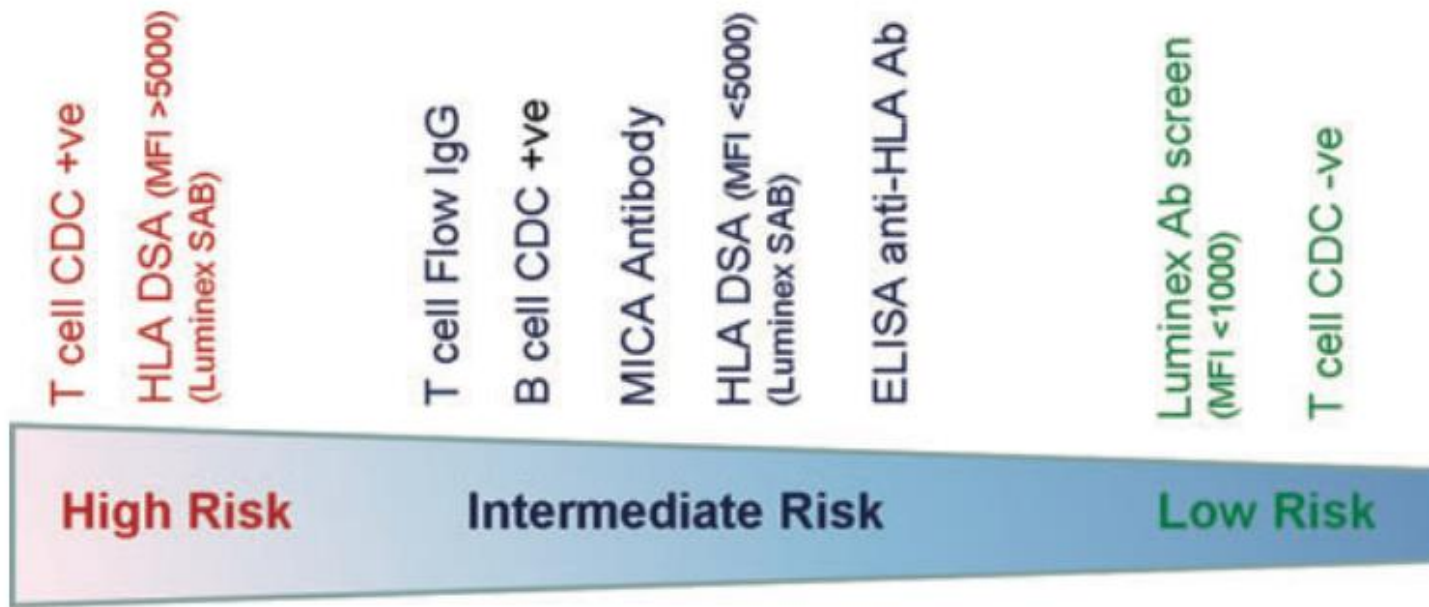 T cell CDC +ve
HLA DSA (MFI >5000)
(Luminex SAB)
T cell Flow IgG
B cell CDC +ve
MICA Antibody
HLA DSA (MFI <5000)
(Luminex SAB)
ELISA anti-HLA Ab
Luminex Ab screen
(MFI <1000)
T cell CDC -ve
High Risk
Intermediate Risk
Low Risk